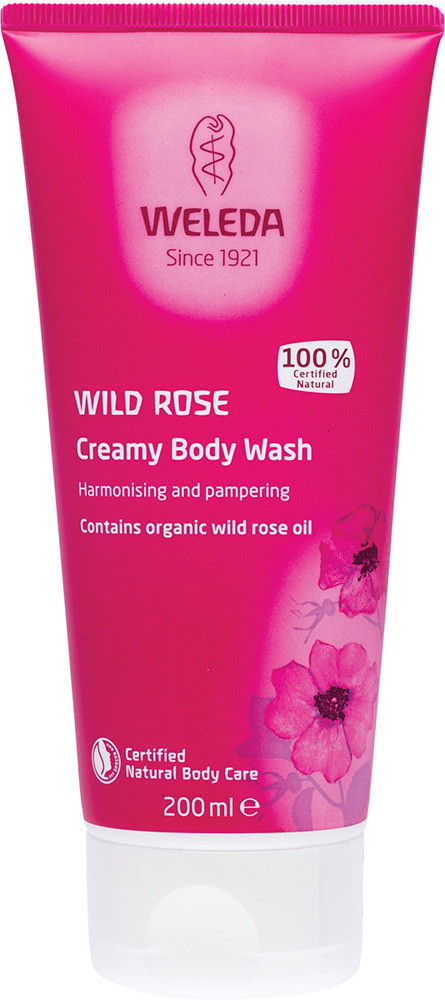 WELEDA
Since 1921
100%
Certified
Natural
WILD ROSE
Creamy Body Wash
Harmonising and pampering
Contains organic wild rose oil
Certified
Natural Body Care
200 ml ℮